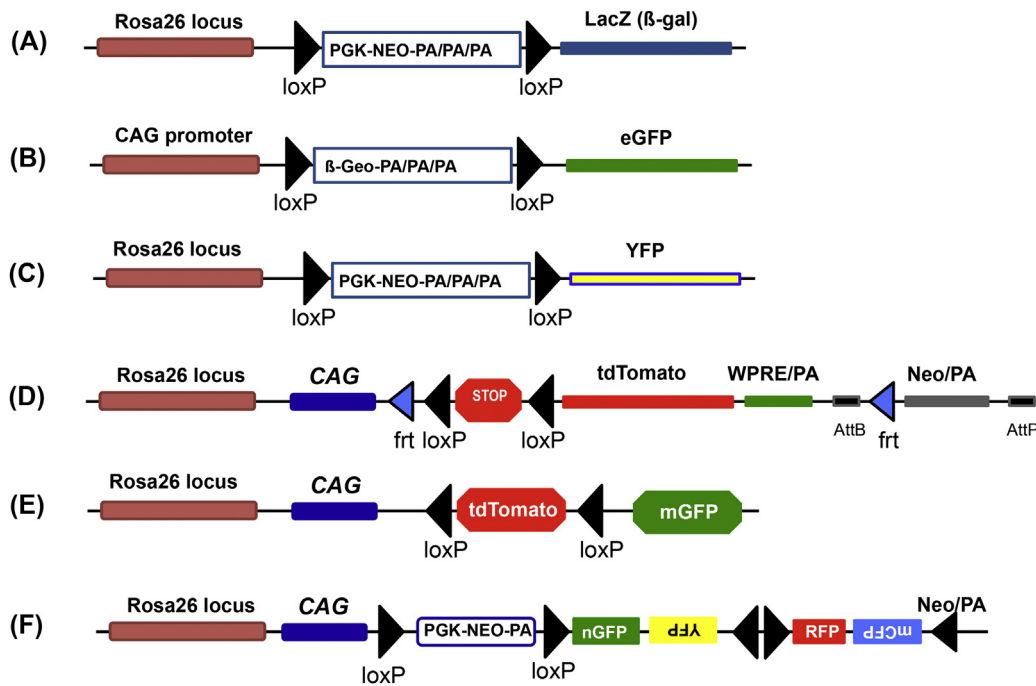 (A)
Rosa26 locus
PGK-NEO-PA/PA/PA
LacZ (ß-gal)
loxP
loxP
(B)
CAG promoter
ß-Geo-PA/PA/PA
eGFP
loxP
loxP
(C)
Rosa26 locus
PGK-NEO-PA/PA/PA
YFP
loxP
loxP
(D)
Rosa26 locus
CAG
STOP
tdTomato
WPRE/PA
Neo/PA
frt
loxP
loxP
AttB
frt
AttP
(E)
Rosa26 locus
CAG
tdTomato
mGFP
loxP
loxP
(F)
Rosa26 locus
CAG
PGK-NEO-PA
nGFP
YFP
RFP
mCFP
Neo/PA
loxP
loxP